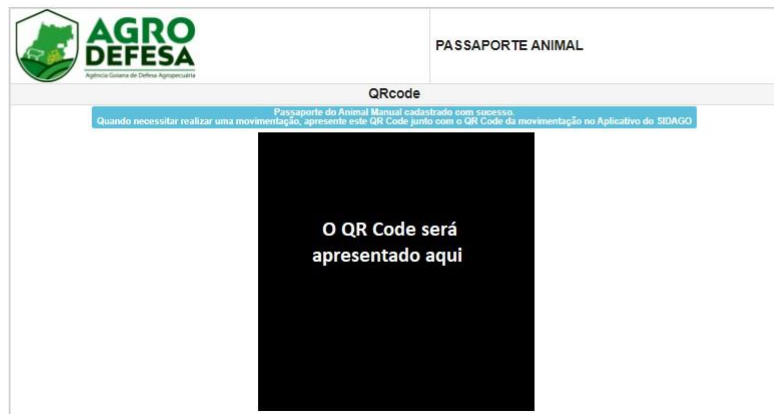 AGRO
DEFESA
Agência Goiana de Defesa Agropecuária
PASSAPORTE ANIMAL
QRcode
Passaporte do Animal Manual cadastrado com sucesso.
Quando necessitar realizar uma movimentação, apresente este QR Code junto com o QR Code da movimentação no Aplicativo do SIDAGO
O QR Code será
apresentado aqui